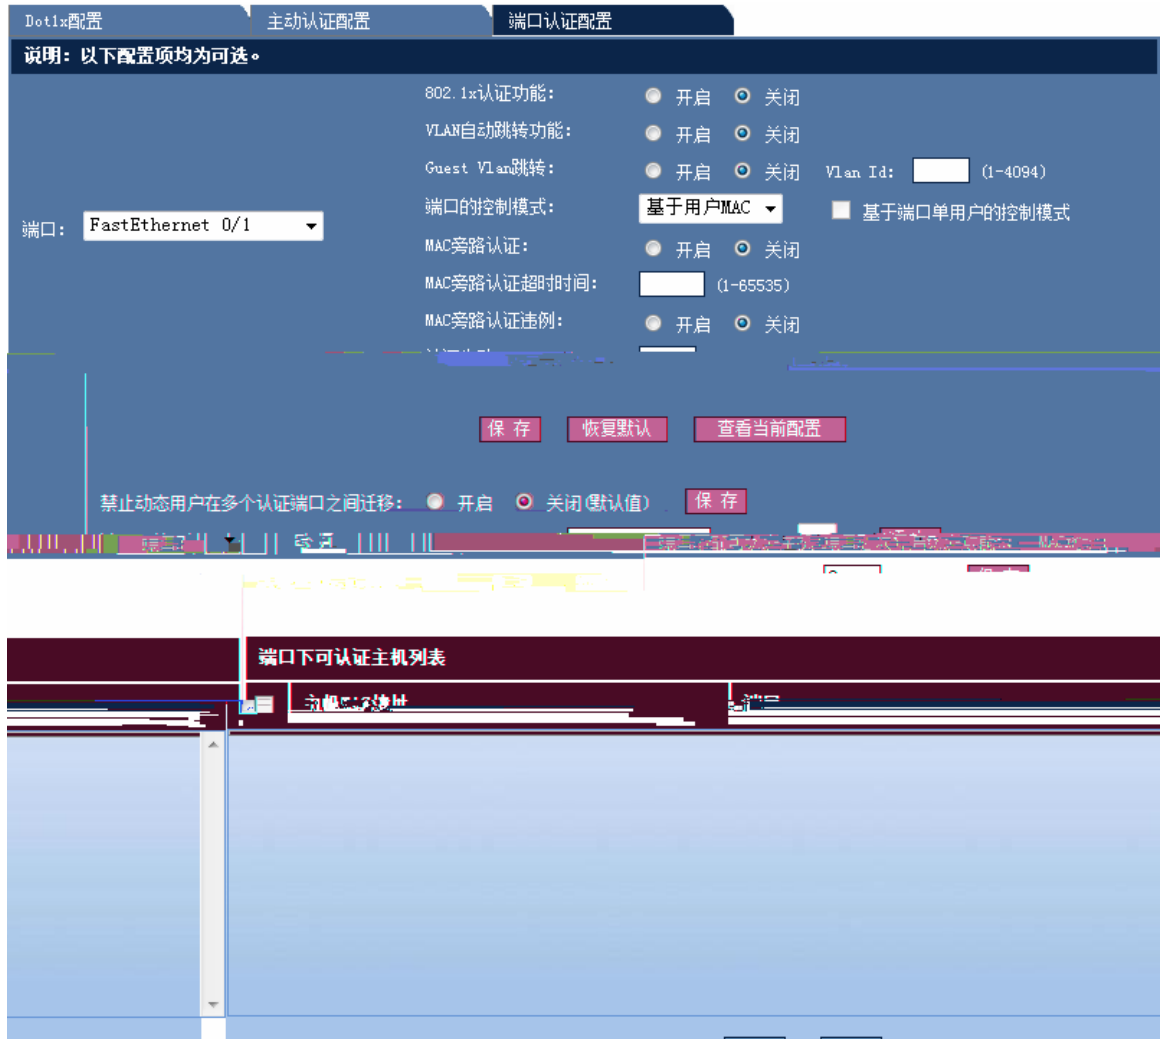 Dot1x配置 主动认证配置 端口认证配置
说明：以下配置项均为可选。
802.1x认证功能： 开启 关闭
VLAN自动跳转功能： 开启 关闭
Guest Vlan跳转： 开启 关闭 Vlan Id： (1-4094)
端口的控制模式： 基于用户MAC 基于端口单用户的控制模式
端口： FastEthernet 0/1
MAC旁路认证： 开启 关闭
MAC旁路认证超时时间： (1-65535)
MAC旁路认证违例： 开启 关闭
保 存 恢复默认 查看当前配置
禁止动态用户在多个认证端口之间迁移： 开启 关闭(默认值) 保 存
端口下可认证主机列表